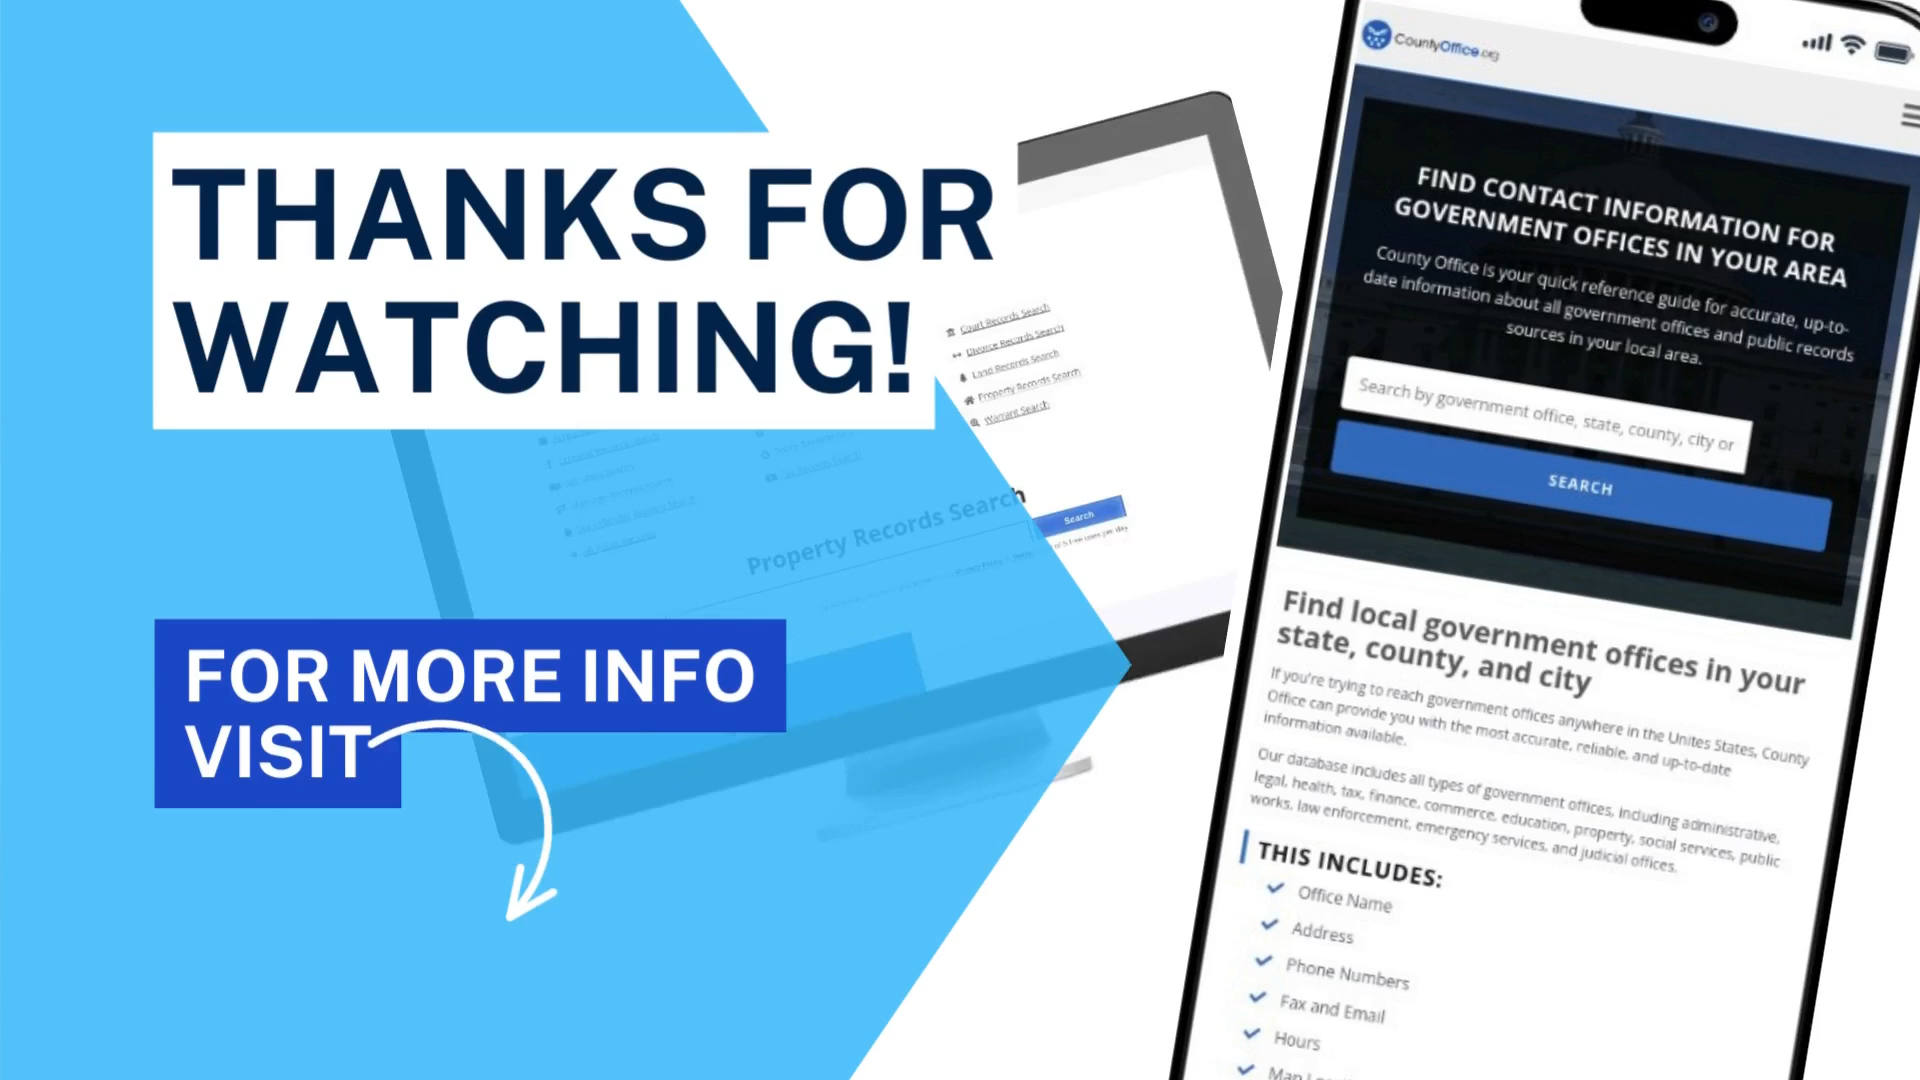 THANKS FOR
WATCHING!
FOR MORE INFO
VISIT
Court Records Search
Divorce Records Search
Land Records Search
Property Records Search
Warrant Search
Property Records Search
Search
CountyOffice.org
FIND CONTACT INFORMATION FOR
GOVERNMENT OFFICES IN YOUR AREA
County Office is your quick reference guide for accurate, up-to-
date information about all government offices and public records
sources in your local area.
Search by government office, state, county, city or
SEARCH
Find local government offices in your
state, county, and city
If you're trying to reach government offices anywhere in the Unites States, County
Office can provide you with the most accurate, reliable, and up-to-date
information available.
Our database includes all types of government offices, including administrative,
legal, health, tax, finance, commerce, education, property, social services, public
works, law enforcement, emergency services, and judicial offices.
THIS INCLUDES:
Office Name
Address
Phone Numbers
Fax and Email
Hours
Map